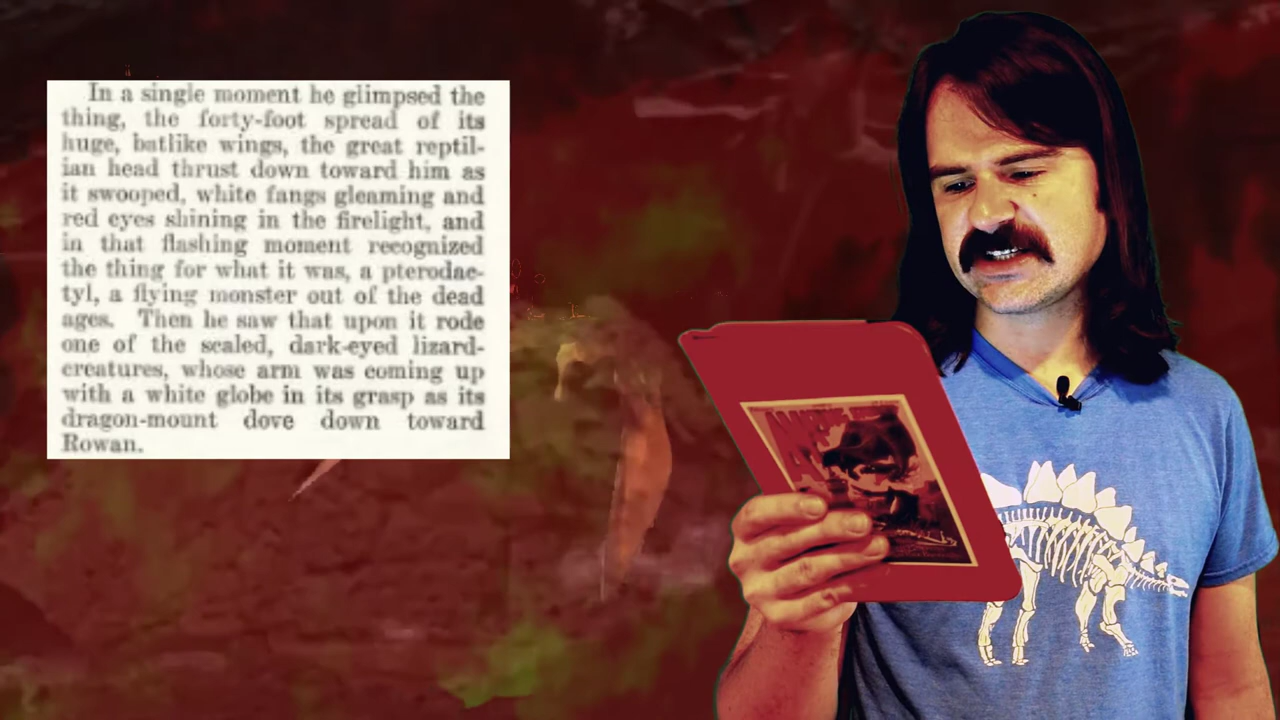 In a single moment he glimpsed the
thing, the forty-foot spread of its
huge, batlike wings, the great reptil-
ian head thrust down toward him as
it swooped, white fangs gleaming and
red eyes shining in the firelight, and
in that flashing moment recognized
the thing for what it was, a pterodac-
tyl, a flying monster out of the dead
ages. Then he saw that upon it rode
one of the scaled, dark-eyed lizard-
creatures, whose arm was coming up
with a white globe in its grasp as its
dragon-mount dove down toward
Rowan.